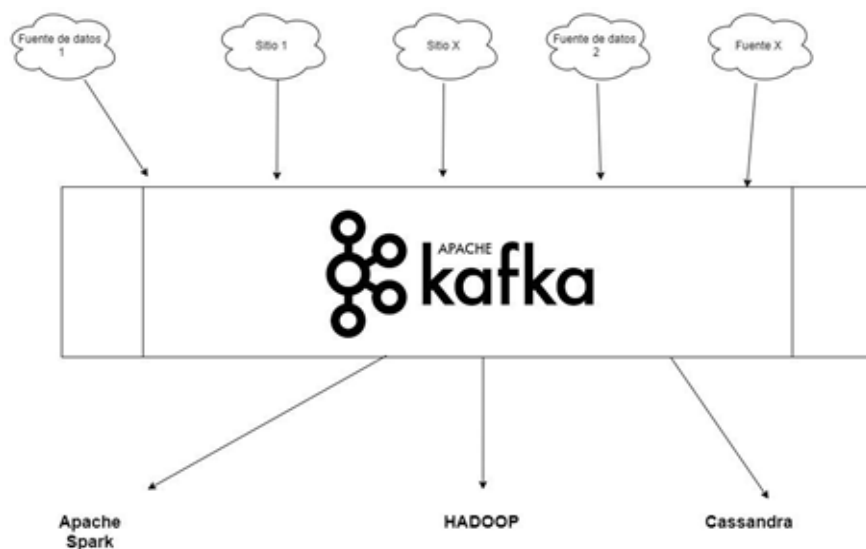 Fuente de datos
1
Sitio 1
Sitio X
Fuente de datos
2
Fuente X
APACHE
kafka
Apache
Spark
HADOOP
Cassandra